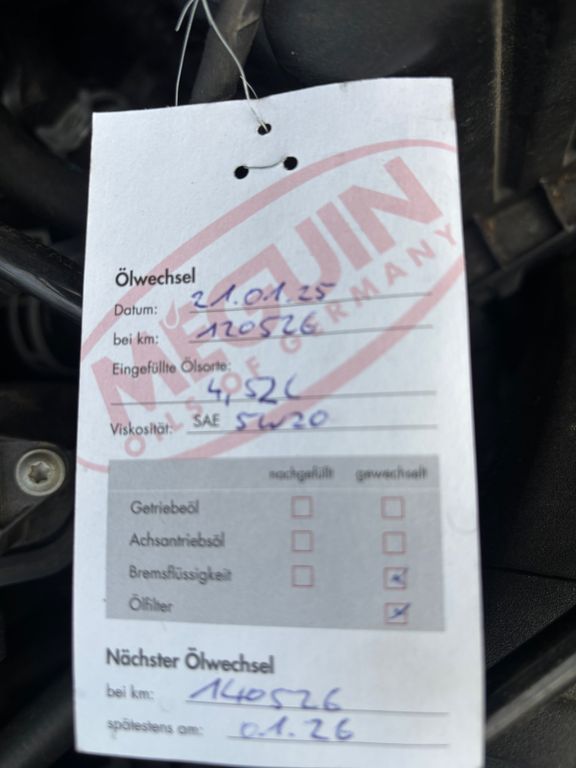 MÉGUIN
OILS OF GERMANY
Ölwechsel
Datum: 21.01.25
bei km: 120526
Eingefüllte Ölsorte:
4,52L
Viskosität: SAE 5W20
nachgefüllt gewechselt
Getriebeöl
Achsantriebsöl
Bremsflüssigkeit
Ölfilter
Nächster Ölwechsel
bei km: 140526
spätestens am: 01.26